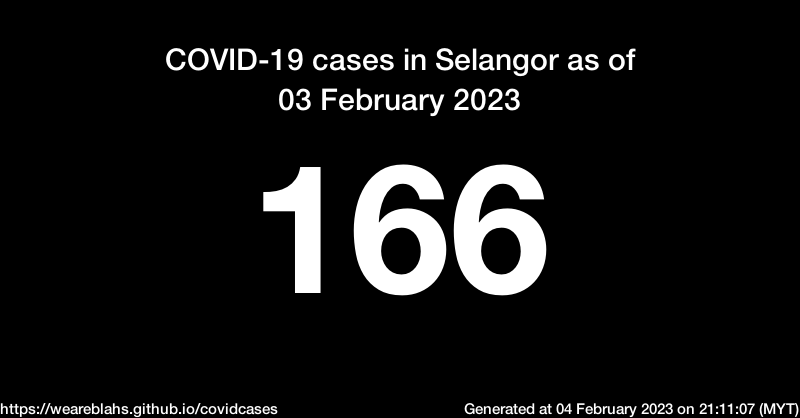 COVID-19 cases in Selangor as of
03 February 2023
166
https://weareblahs.github.io/covidcases
Generated at 04 February 2023 on 21:11:07 (MYT)